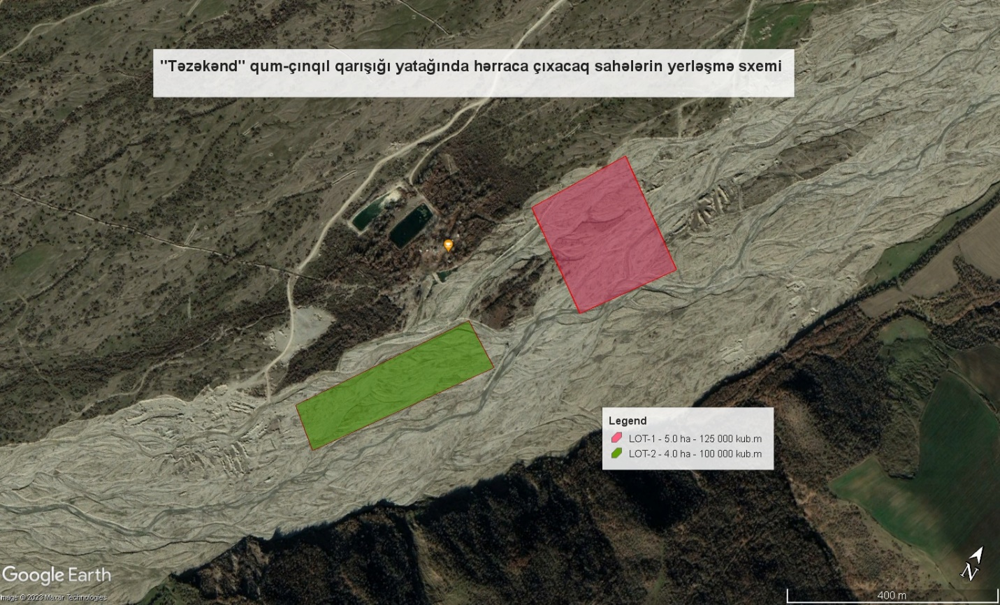 "Təzəkənd" qum-çınqıl qarışığı yatağında hərraca çıxacaq sahələrin yerləşmə sxemi
Legend
LOT-1 - 5.0 ha - 125 000 kub.m
LOT-2 - 4.0 ha - 100 000 kub.m
N
Google Earth
Image © 2023 Maxar Technologies
400 m